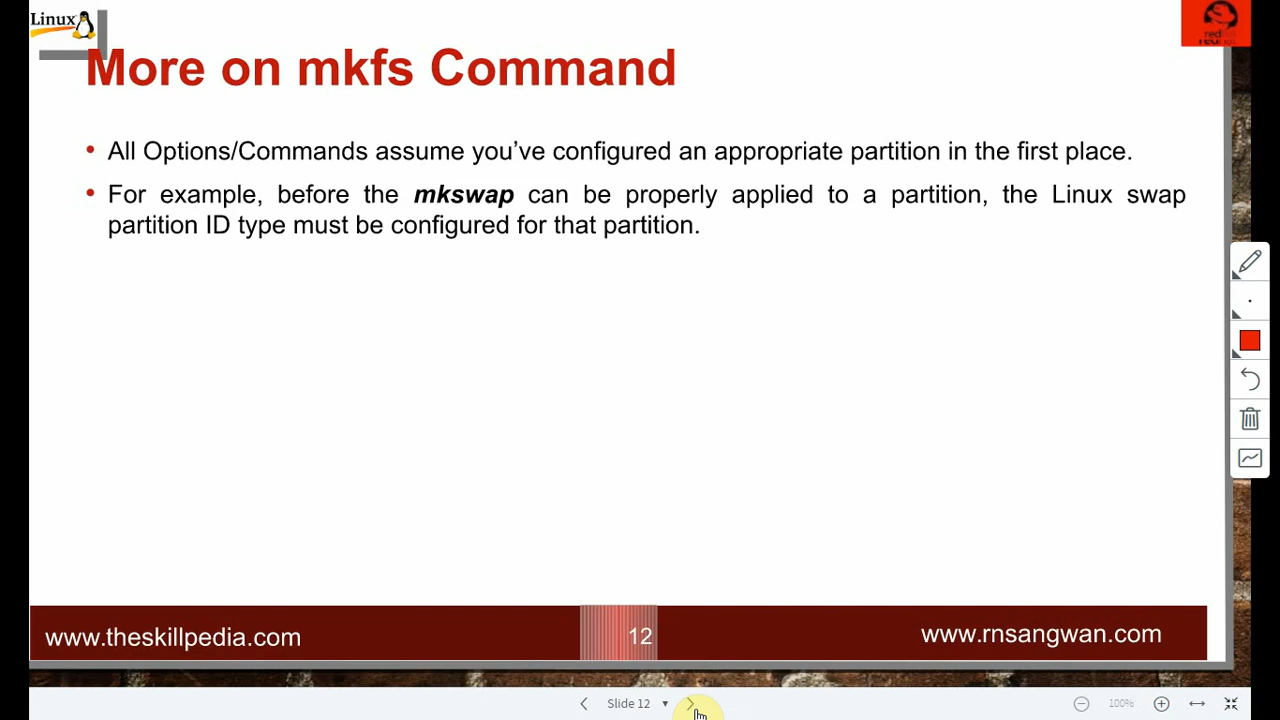 Linux
More on mkfs Command
• All Options/Commands assume you've configured an appropriate partition in the first place.
• For example, before the mkswap can be properly applied to a partition, the Linux swap
partition ID type must be configured for that partition.
www.theskillpedia.com
12
www.rnsangwan.com
Slide 12
100%